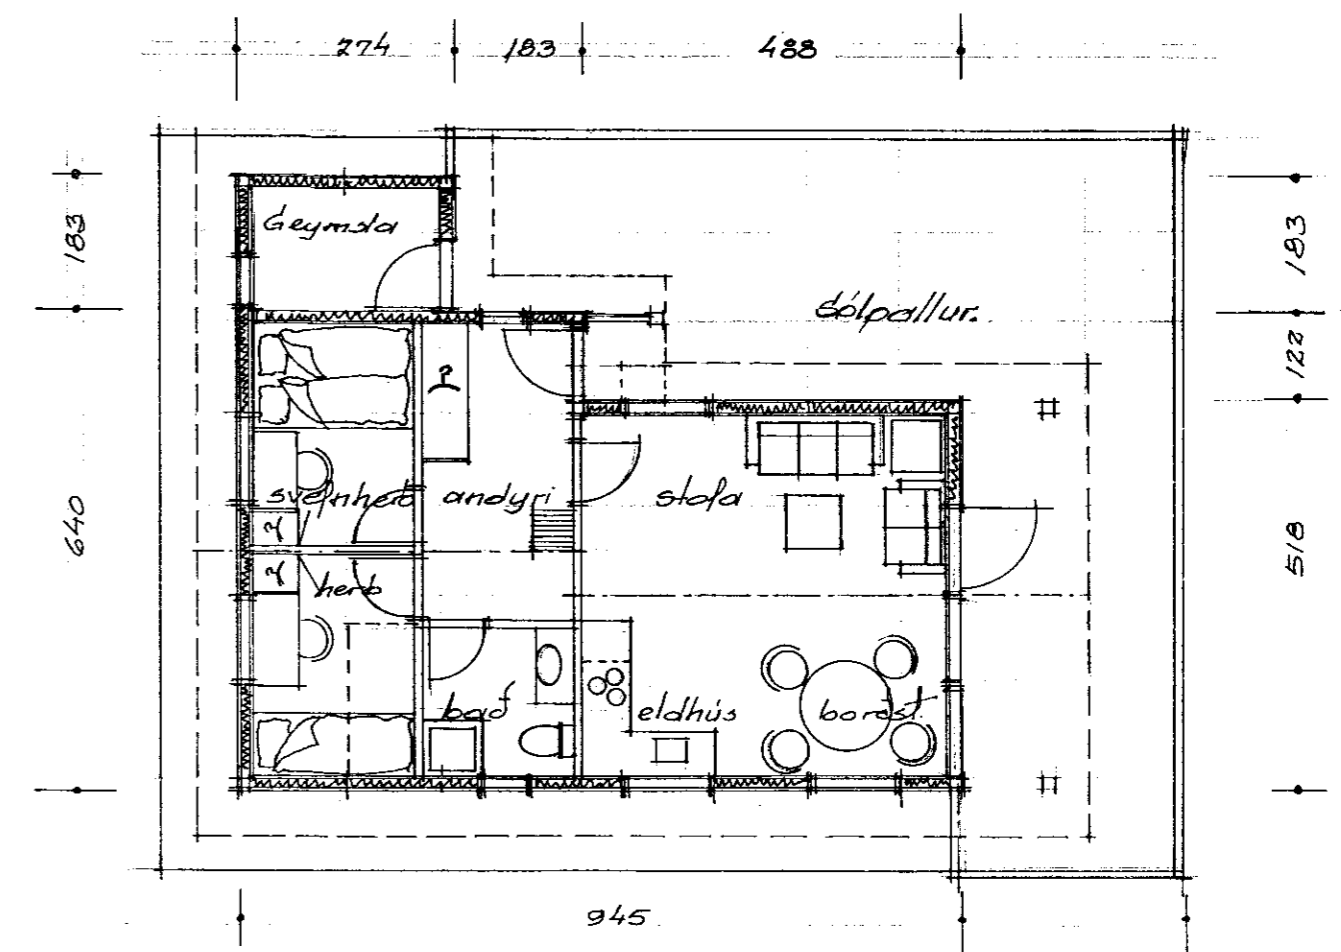 274 183 488
Geymsla
183
183
Sólpallur.
122
svefnherb andyri stofa
640
518
herb
bað eldhús borðst.
945